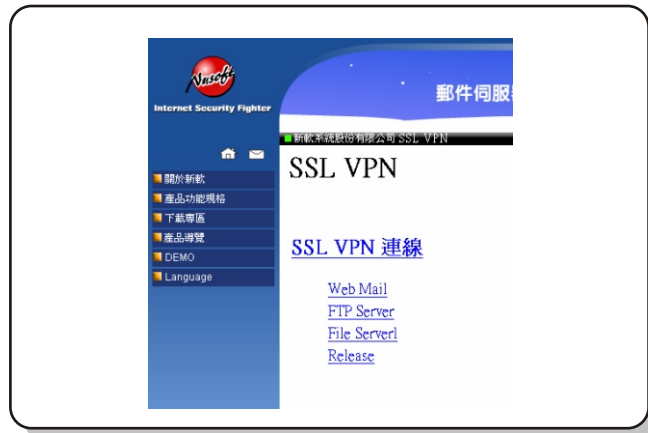 Nusoft
Internet Security Fighter
郵件伺服
新軟系統股份有限公司 SSL VPN
關於新軟
產品功能規格
下載專區
產品導覽
DEMO
Language
SSL VPN
SSL VPN 連線
Web Mail
FTP Server
File Server1
Release